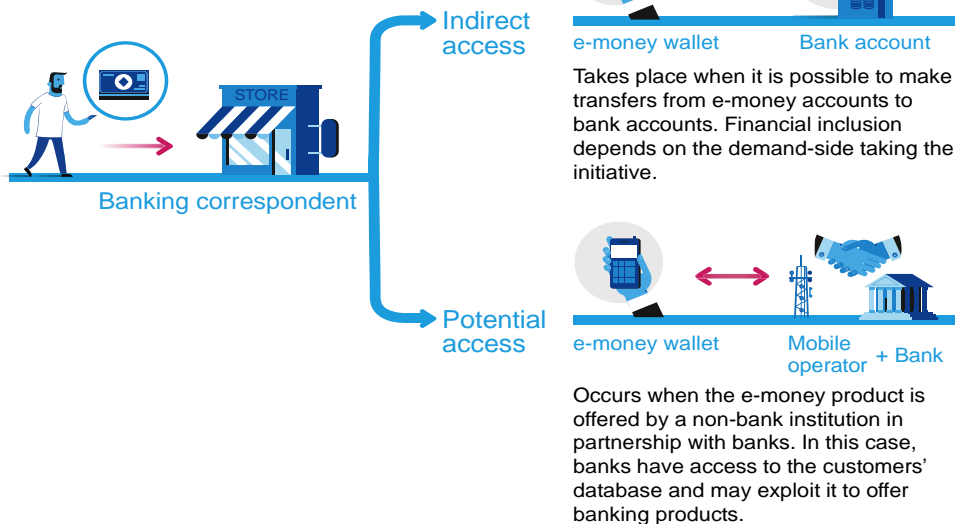 Indirect
access
e-money wallet
Bank account
Takes place when it is possible to make
transfers from e-money accounts to
bank accounts. Financial inclusion
depends on the demand-side taking the
initiative.
STORE
Banking correspondent
Potential
access
e-money wallet
Mobile
operator + Bank
Occurs when the e-money product is
offered by a non-bank institution in
partnership with banks. In this case,
banks have access to the customers’
database and may exploit it to offer
banking products.